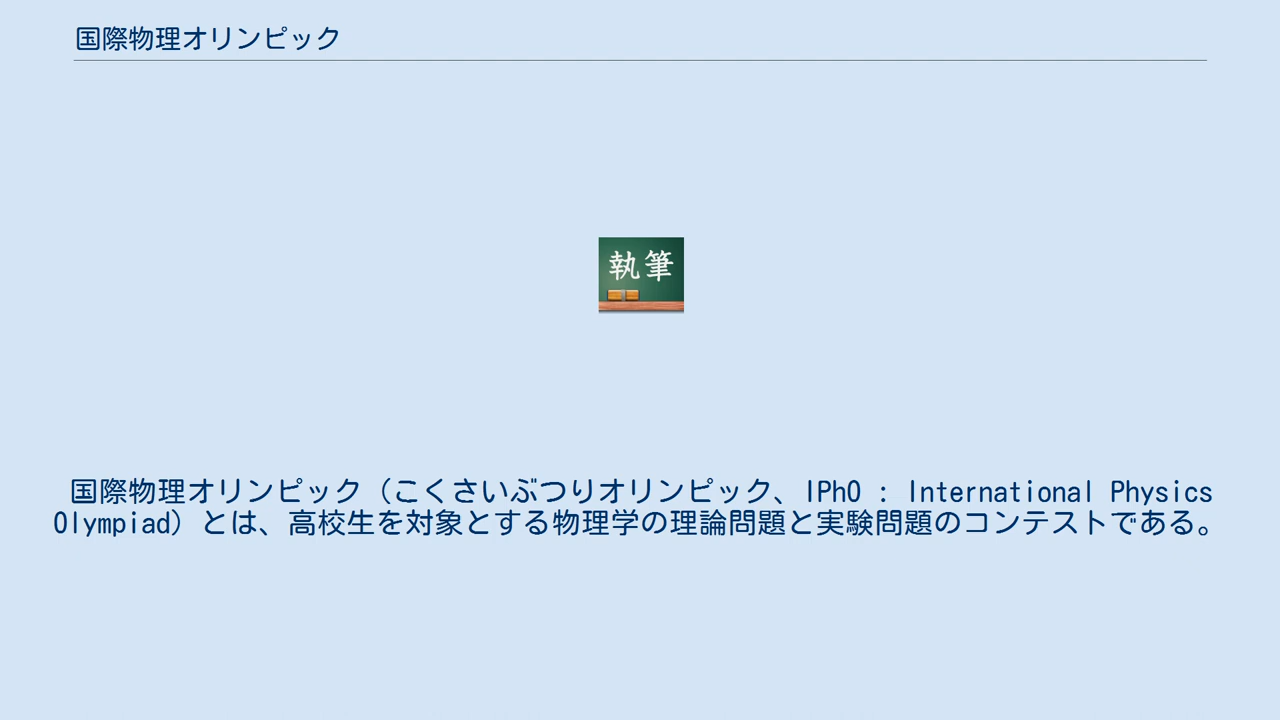 国際物理オリンピック
執筆
国際物理オリンピック（こくさいぶつりオリンピック、IPhO : International Physics
Olympiad）とは、高校生を対象とする物理学の理論問題と実験問題のコンテストである。